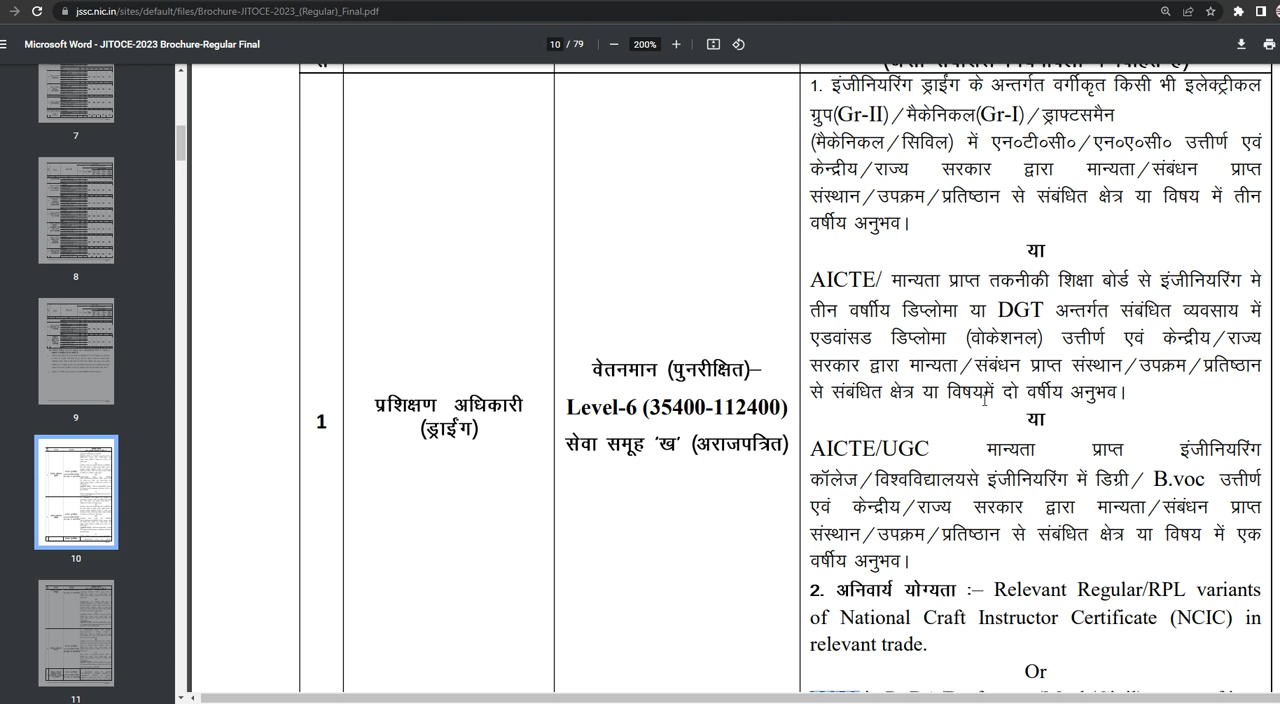 jssc.nic.in/sites/default/files/Brochure-JITOCE-2023_(Regular)_Final.pdf
Microsoft Word - JITOCE-2023 Brochure-Regular Final
10 / 79
200%
7
8
9
10
11
1
प्रशिक्षण अधिकारी
(ड्राईंग)
वेतनमान (पुनरीक्षित)–
Level-6 (35400-112400)
सेवा समूह ‘ख’ (अराजपत्रित)
1. इंजीनियरिंग ड्राईंग के अन्तर्गत वर्गीकृत किसी भी इलेक्ट्रीकल
ग्रुप(Gr-II)/मैकेनिकल(Gr-I)/ड्राफ्टसमैन
(मैकेनिकल/सिविल) में एन०टी०सी०/एन०ए०सी० उत्तीर्ण एवं
केन्द्रीय/राज्य सरकार द्वारा मान्यता/संबंधन प्राप्त
संस्थान/उपक्रम/प्रतिष्ठान से संबंधित क्षेत्र या विषय में तीन
वर्षीय अनुभव।
या
AICTE/ मान्यता प्राप्त तकनीकी शिक्षा बोर्ड से इंजीनियरिंग मे
तीन वर्षाीय डिप्लोमा या DGT अन्तर्गत संबंधित व्यवसाय में
एडवांसड डिप्लोमा (वोकेशनल) उत्तीर्ण एवं केन्द्रीय/राज्य
सरकार द्वारा मान्यता/संबंधन प्राप्त संस्थान/उपक्रम/प्रतिष्ठान
से संबंधित क्षेत्र या विषयमें दो वर्षीय अनुभव।
या
AICTE/UGC मान्यता प्राप्त इंजीनियरिंग
कॉलेज/विश्वविद्यालयसे इंजीनियरिंग में डिग्री/ B.voc उत्तीर्ण
एवं केन्द्रीय/राज्य सरकार द्वारा मान्यता/संबंधन प्राप्त
संस्थान/उपक्रम/प्रतिष्ठान से संबंधित क्षेत्र या विषय में एक
वर्षीय अनुभव।
2. अनिवार्य योग्यता :– Relevant Regular/RPL variants
of National Craft Instructor Certificate (NCIC) in
relevant trade.
Or